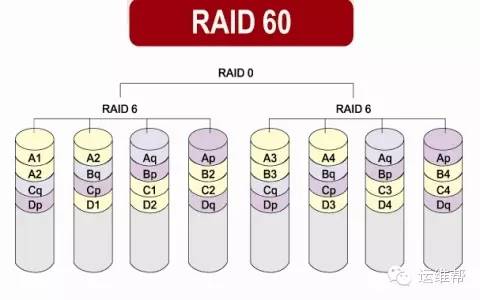 RAID 60
RAID 0
RAID 6 RAID 6
A1 A2 Aq Ap A3 A4 Aq Ap
A2 Bq Bp B2 B3 Bq Bp B4
Cq Cp C1 C2 Cq Cp C3 C4
Dp D1 D2 Dq Dp D3 D4 Dq
运维帮